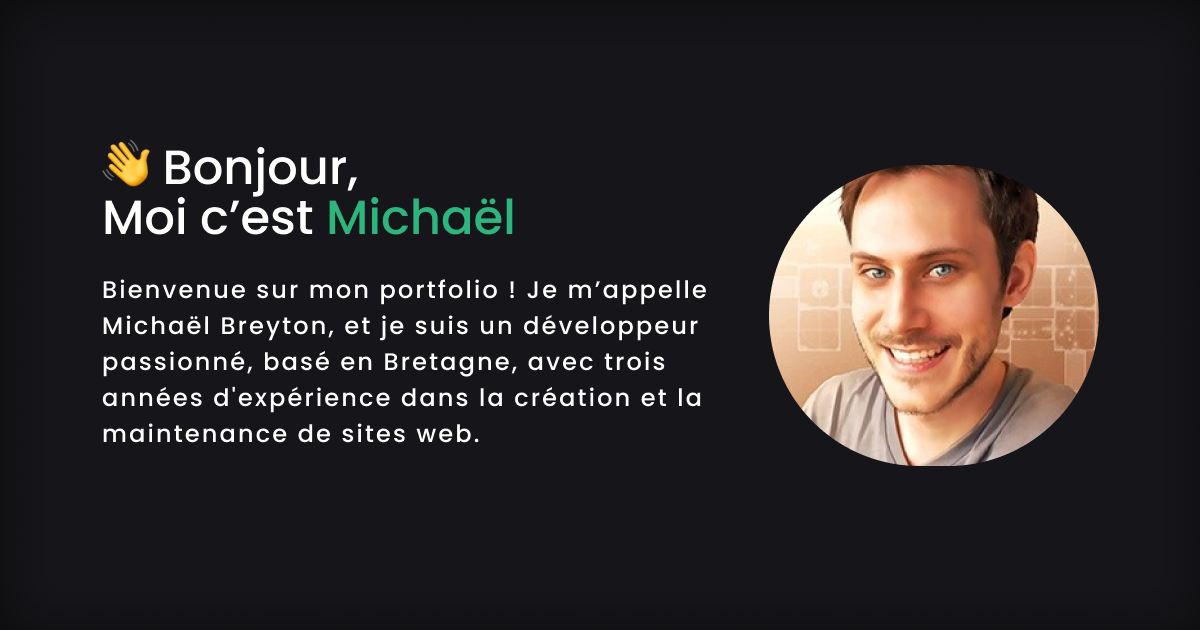 👋 Bonjour,
Moi c’est Michaël
Bienvenue sur mon portfolio ! Je m’appelle
Michaël Breyton, et je suis un développeur
passionné, basé en Bretagne, avec trois
années d'expérience dans la création et la
maintenance de sites web.